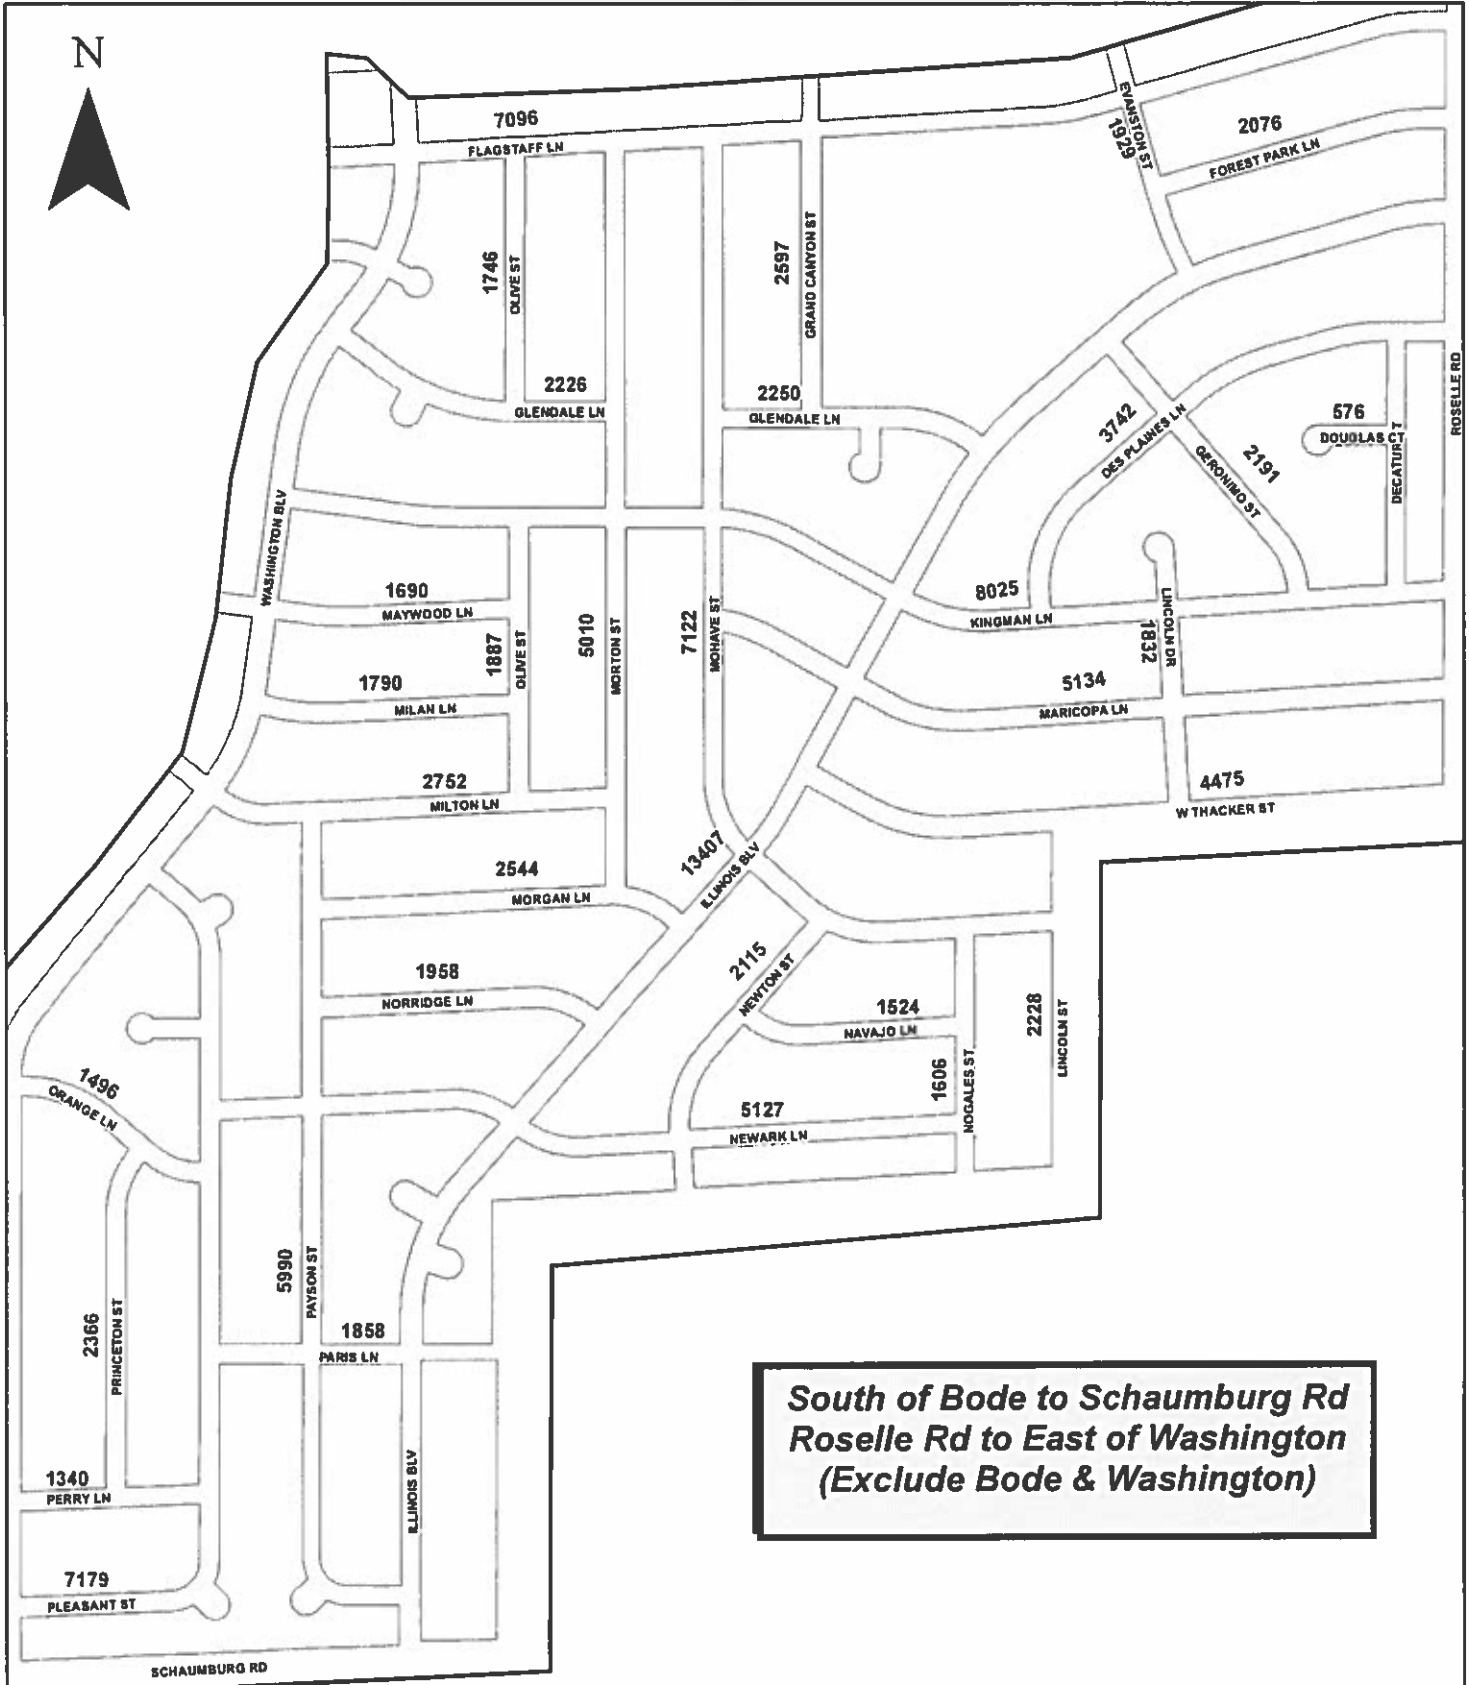 N
7096
FLAGSTAFF LN
EVANSTON ST
1929
2076
FOREST PARK LN
1746
OLIVE ST
2597
GRAND CANYON ST
2226
GLENDALE LN
2250
GLENDALE LN
3742
DES PLAINES LN
GERONIMO ST
2191
576
DOUGLAS CT
DECATUR T
ROSELLE RD
WASHINGTON BLV
1690
MAYWOOD LN
1887
OLIVE ST
5010
MORTON ST
7122
MOHAVE ST
8025
KINGMAN LN
LINCOLN DR
1832
1790
MILAN LN
5134
MARICOPA LN
2752
MILTON LN
4475
W THACKER ST
13407
ILLINOIS BLV
2544
MORGAN LN
1958
NORRIDGE LN
2115
NEWTON ST
1524
NAVAJO LN
2228
LINCOLN ST
1606
NOGALES ST
1496
ORANGE LN
5127
NEWARK LN
5990
PAYSON ST
2366
PRINCETON ST
1858
PARIS LN
ILLINOIS BLV
1340
PERRY LN
7179
PLEASANT ST
SCHAUMBURG RD
South of Bode to Schaumburg Rd
Roselle Rd to East of Washington
(Exclude Bode & Washington)